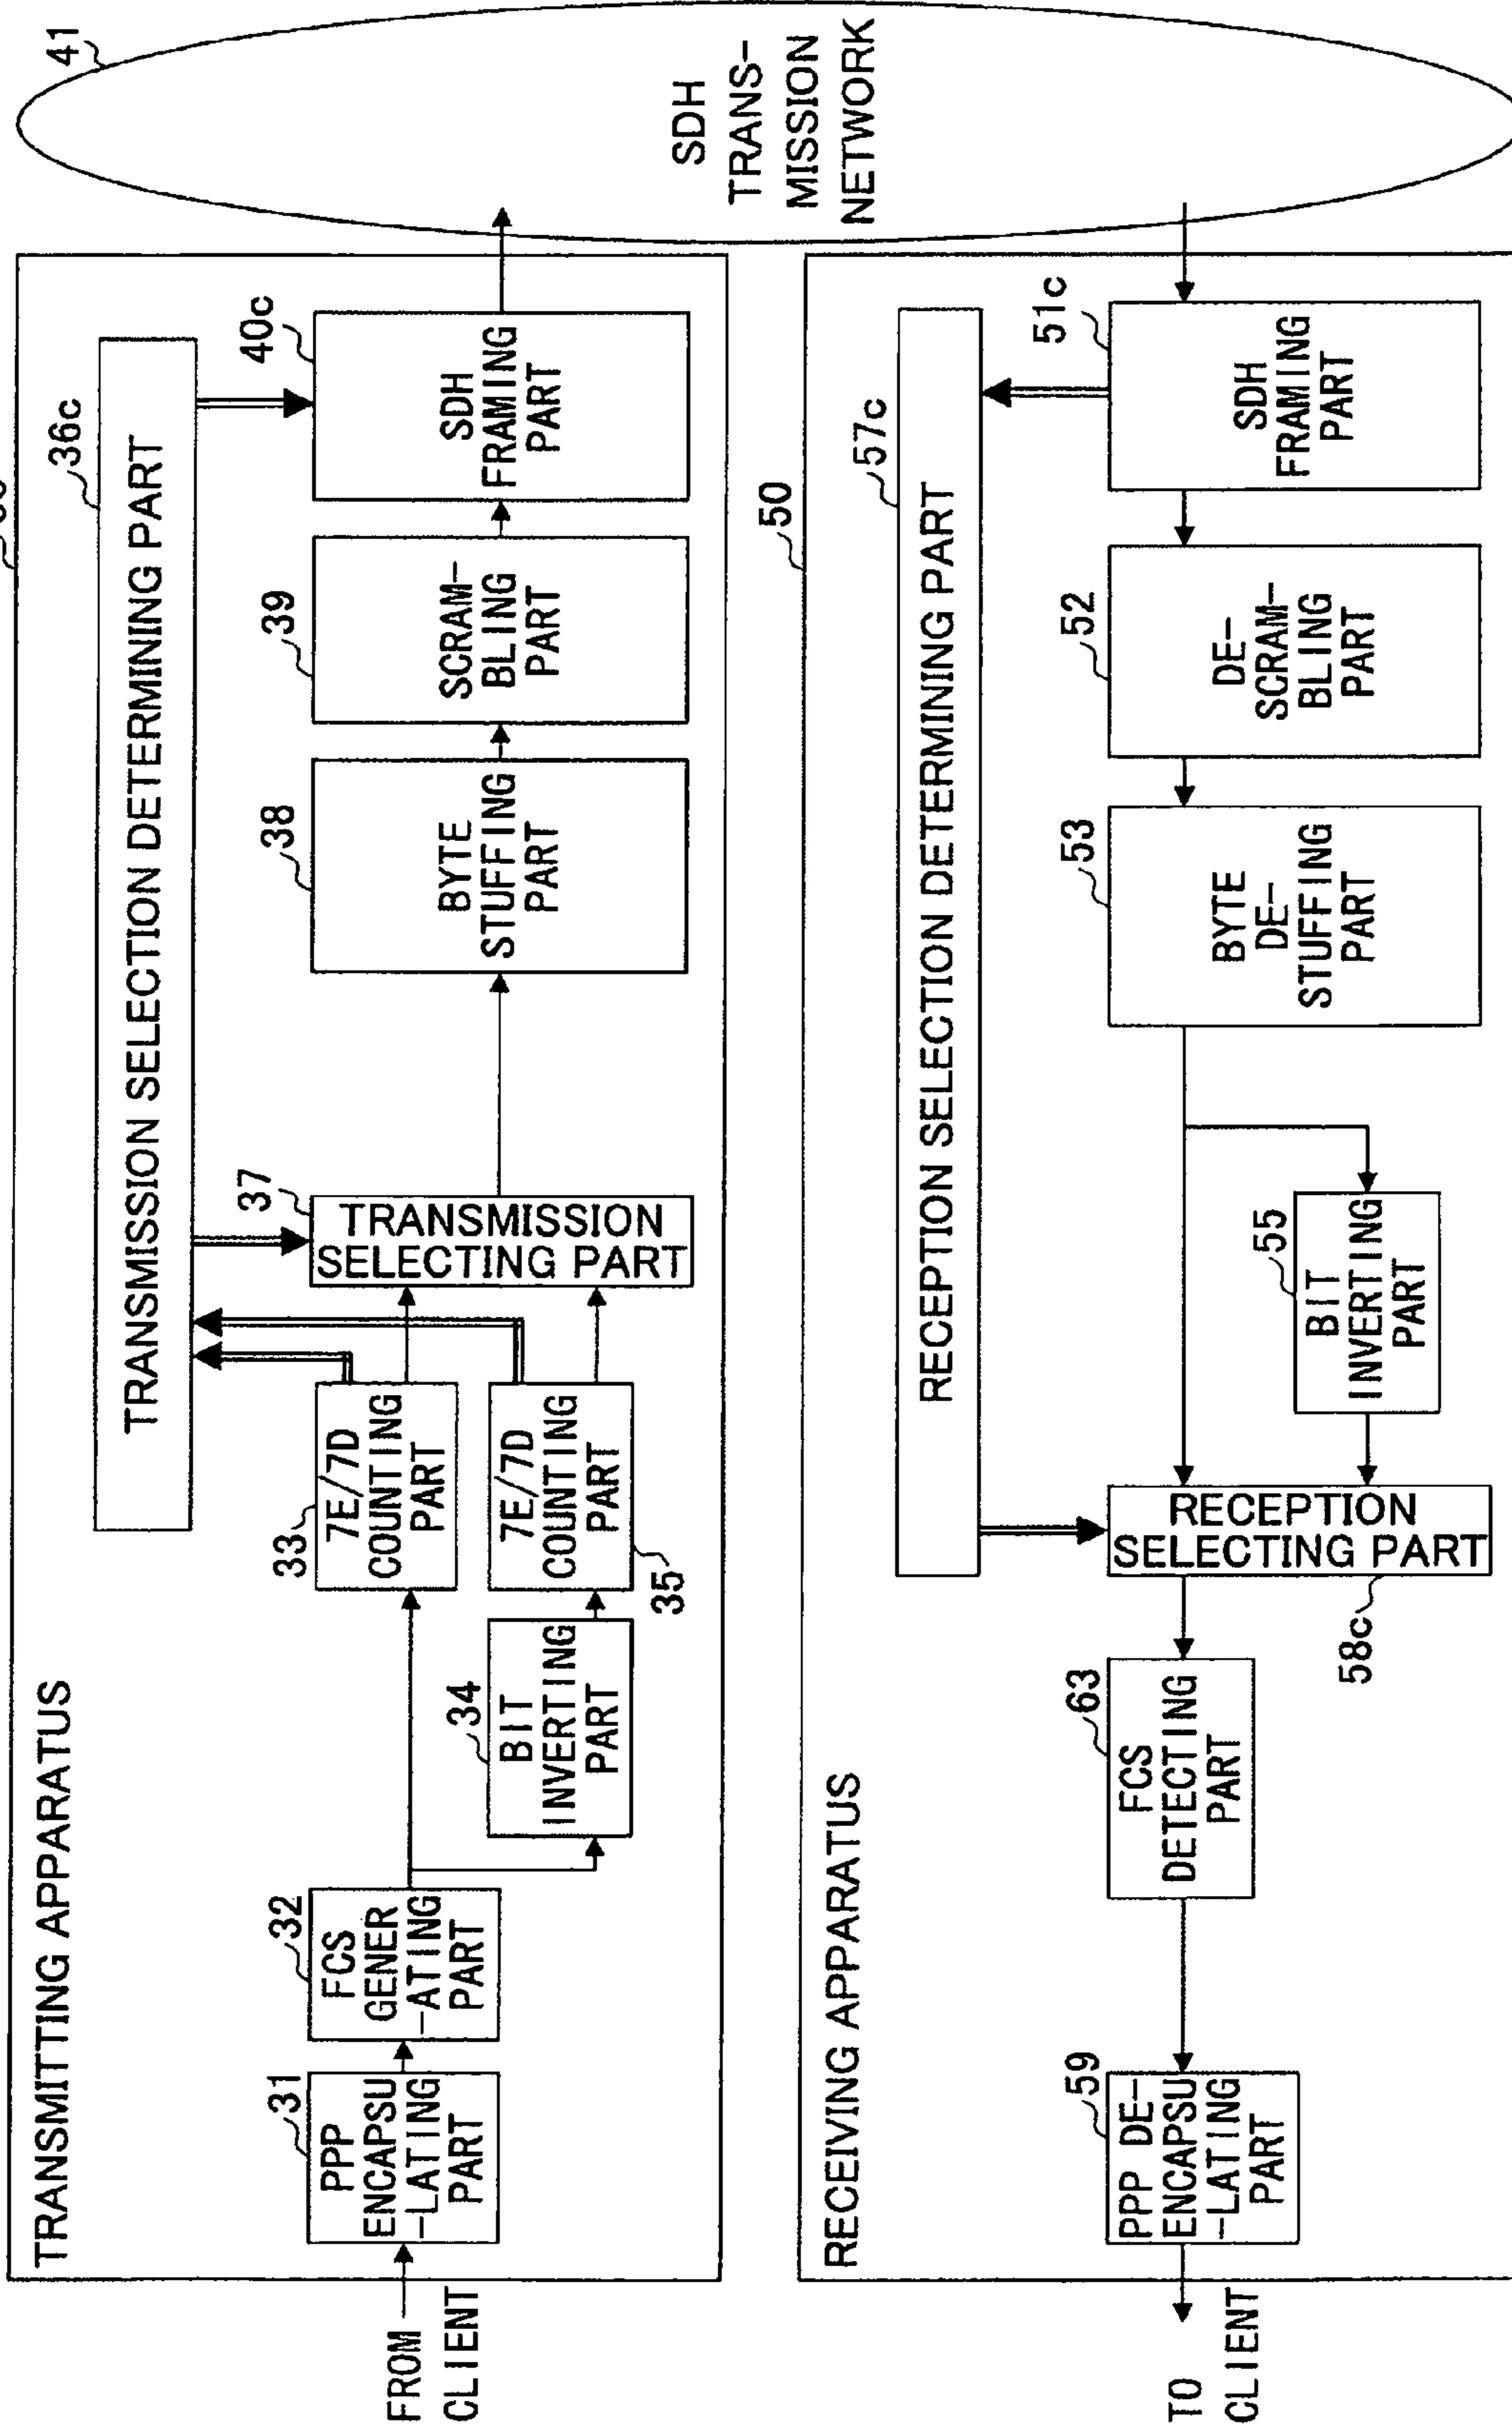 TRANSMITTING APPARATUS
FROM
CLIENT
31
PPP
ENCAPSU
-LATING
PART
32
FCS
GENER
-ATING
PART
33
7E/7D
COUNTING
PART
34
BIT
INVERTING
PART
35
7E/7D
COUNTING
PART
36c
TRANSMISSION SELECTION DETERMINING PART
37
TRANSMISSION
SELECTING PART
38
BYTE
STUFFING
PART
39
SCRAM-
BLING
PART
40c
SDH
FRAMING
PART
41
SDH
TRANS-
MISSION
NETWORK
50
RECEIVING APPARATUS
57c
RECEPTION SELECTION DETERMINING PART
51c
SDH
FRAMING
PART
52
DE-
SCRAM-
BLING
PART
53
BYTE
DE-
STUFFING
PART
55
BIT
INVERTING
PART
58c
RECEPTION
SELECTING PART
63
FCS
DETECTING
PART
59
PPP DE-
ENCAPSU
-LATING
PART
TO
CLIENT